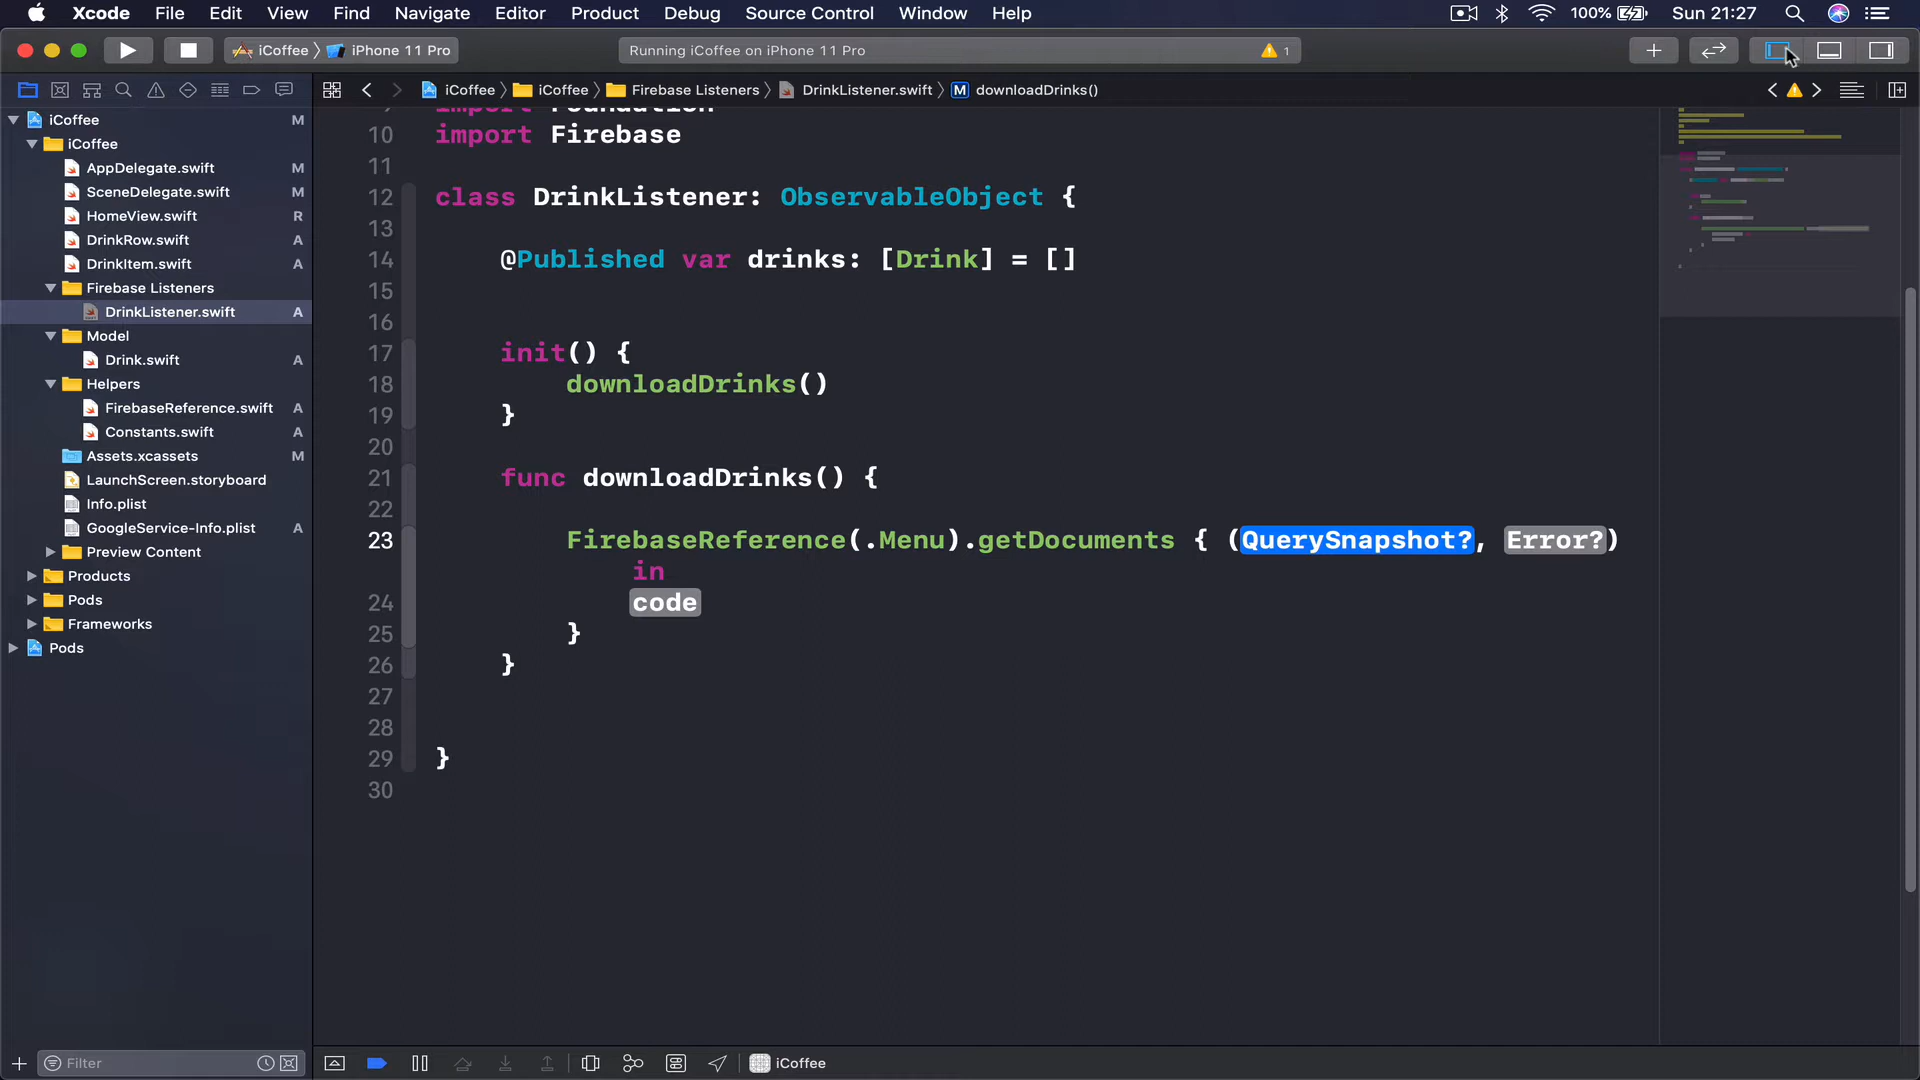 Xcode File Edit View Find Navigate Editor Product Debug Source Control Window Help 100% Sun 21:27
iCoffee iPhone 11 Pro Running iCoffee on iPhone 11 Pro 1
iCoffee iCoffee Firebase Listeners DrinkListener.swift M downloadDrinks()
iCoffee M
iCoffee
AppDelegate.swift M
SceneDelegate.swift M
HomeView.swift R
DrinkRow.swift A
DrinkItem.swift A
Firebase Listeners
DrinkListener.swift A
Model
Drink.swift A
Helpers
FirebaseReference.swift A
Constants.swift A
Assets.xcassets M
LaunchScreen.storyboard
Info.plist
GoogleService-Info.plist A
Preview Content
Products
Pods
Frameworks
Pods
Filter
import Foundation
10 import Firebase
11
12 class DrinkListener: ObservableObject {
13
14 @Published var drinks: [Drink] = []
15
16
17 init() {
18 downloadDrinks()
19 }
20
21 func downloadDrinks() {
22
23 FirebaseReference(.Menu).getDocuments { (QuerySnapshot?, Error?)
in
24 code
25 }
26 }
27
28
29 }
30
iCoffee